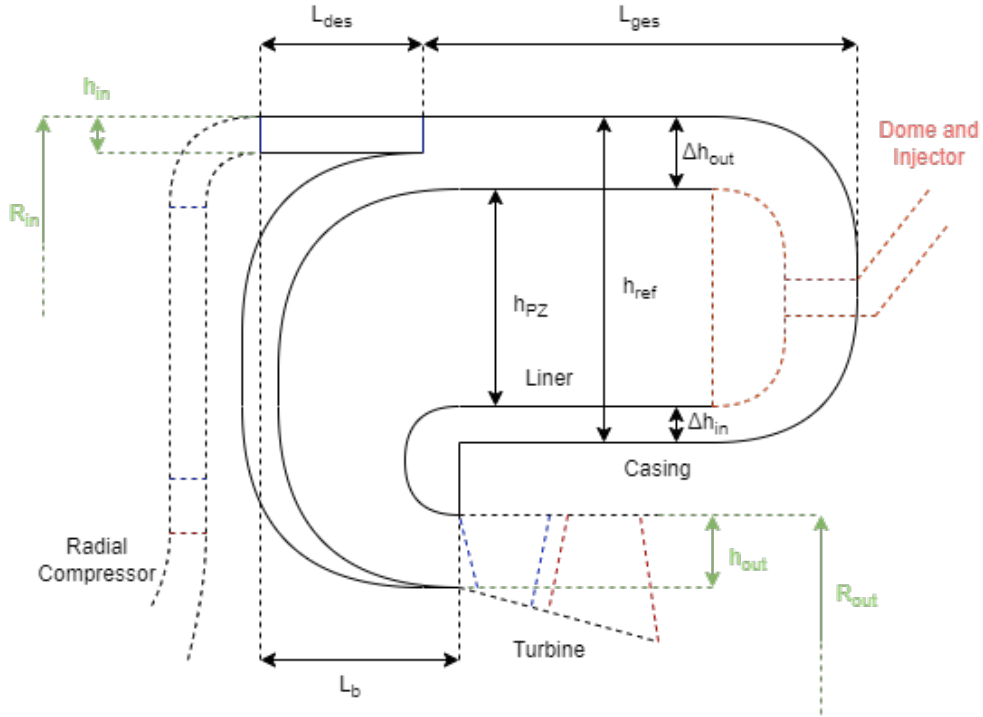 L_des
L_ges
h_in
Dome and
Injector
Δh_out
R_in
h_ref
h_PZ
Liner
Δh_in
Casing
Radial
Compressor
h_out
R_out
Turbine
L_b